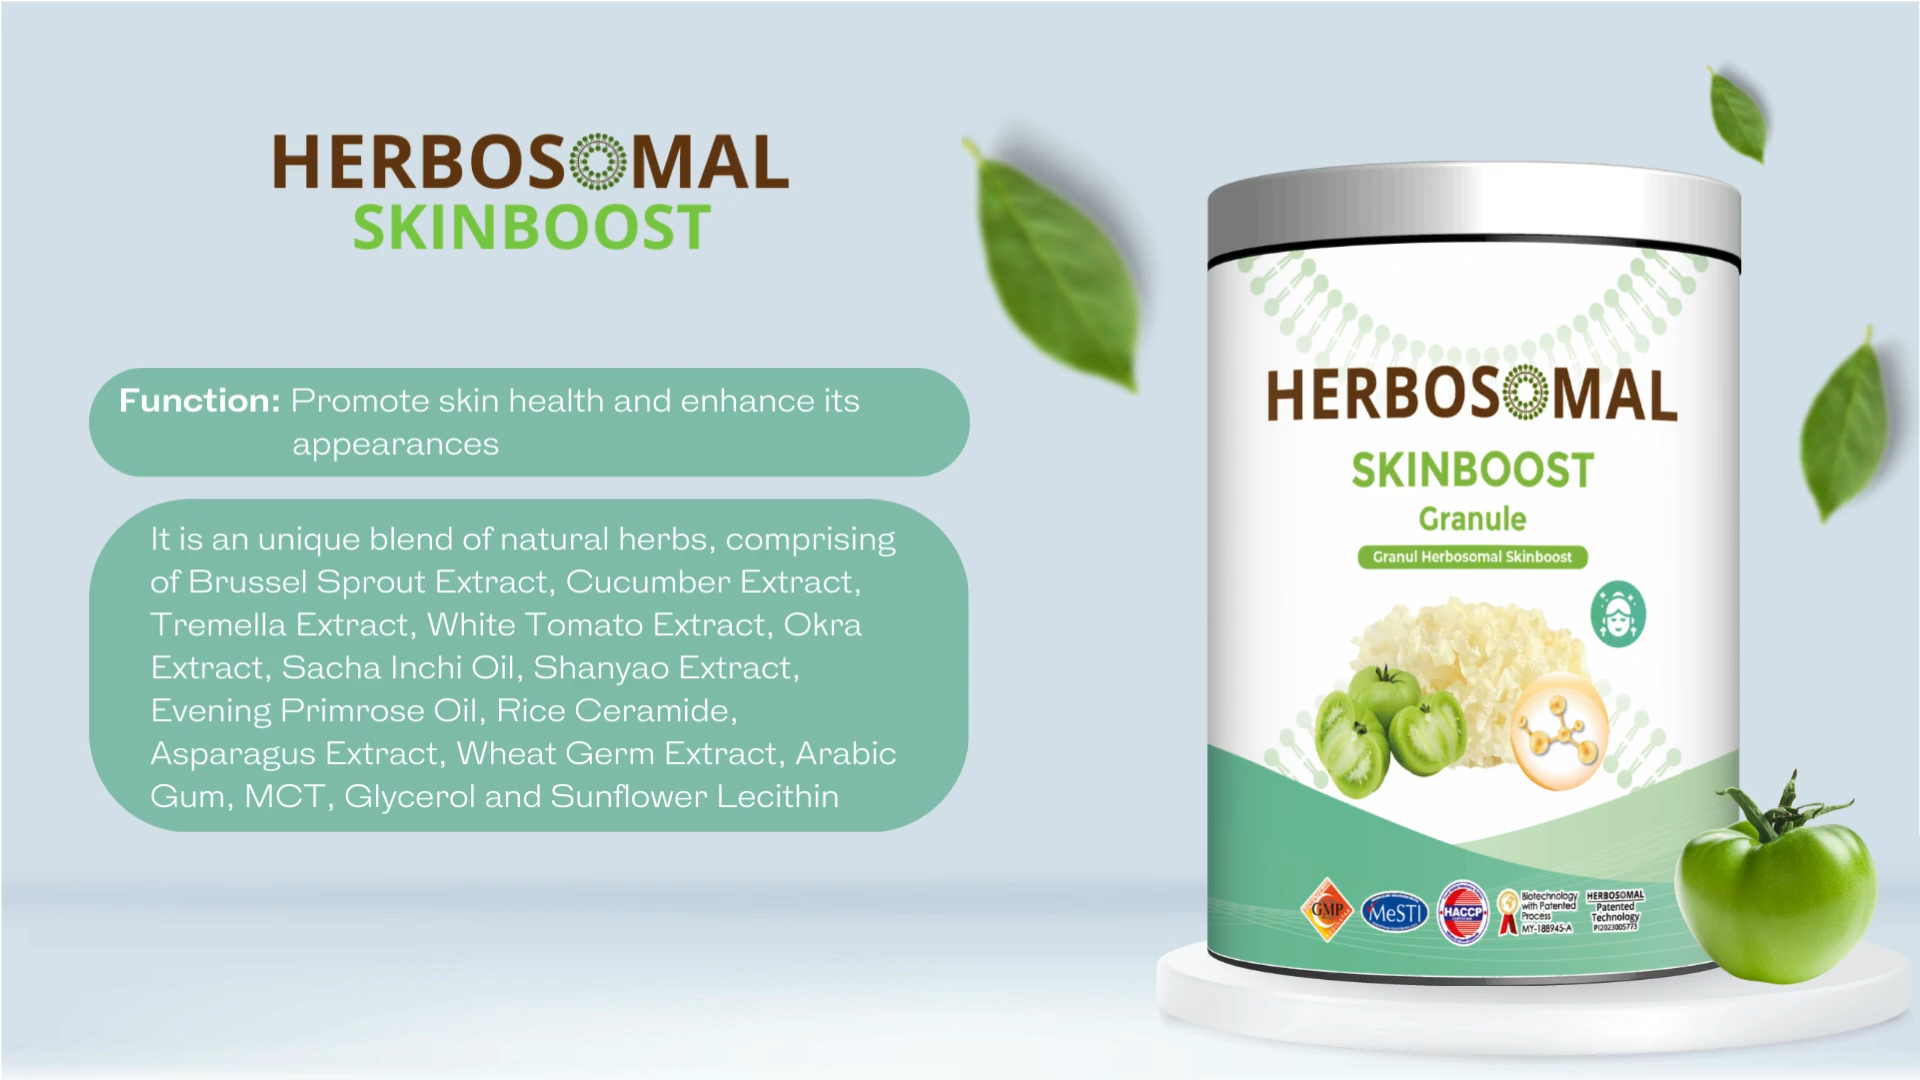 HERBOSOMAL
SKINBOOST
Function: Promote skin health and enhance its
appearances
It is an unique blend of natural herbs, comprising
of Brussel Sprout Extract, Cucumber Extract,
Tremella Extract, White Tomato Extract, Okra
Extract, Sacha Inchi Oil, Shanyao Extract,
Evening Primrose Oil, Rice Ceramide,
Asparagus Extract, Wheat Germ Extract, Arabic
Gum, MCT, Glycerol and Sunflower Lecithin
HERBOSOMAL
SKINBOOST
Granule
Granul Herbosomal Skinboost
GMP
MeSTI
HACCP
Biotechnology
with Patented
Process
MY-188945-A
HERBOSOMAL
Patented
Technology
PI2023005773